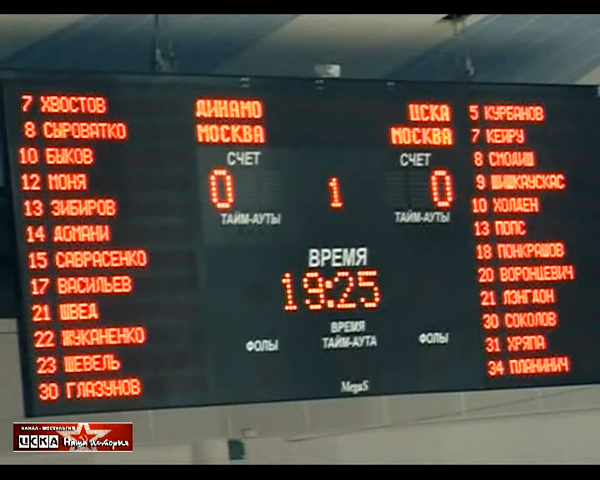 7 ХВОСТОВ
8 СЫРОВАТКО
10 БЫКОВ
12 МОНЯ
13 ЗИБИРОВ
14 ДОМАНИ
15 САВРАСЕНКО
17 ВАСИЛЬЕВ
21 ШВЕД
22 ЖУКАНЕНКО
23 ШЕВЕЛЬ
30 ГЛАЗУНОВ
ДИНАМО ЦСКА
МОСКВА МОСКВА
СЧЕТ СЧЕТ
0 1 0
ТАЙМ-АУТЫ ТАЙМ-АУТЫ
ВРЕМЯ
19:25
ВРЕМЯ
ФОЛЫ ТАЙМ-АУТА ФОЛЫ
MegaS
5 КУРБАНОВ
7 КЕЙРУ
8 СМОДИШ
9 ШИШКАУСКАС
10 ХОЛДЕН
13 ПОПС
18 ПОНКРАШОВ
20 ВОРОНЦЕВИЧ
21 ЛЭНГДОН
30 СОКОЛОВ
31 ХРЯПА
34 ПЛАНИНИЧ
КАНАЛ - НОСТАЛЬГИЯ
ЦСКА Наша история